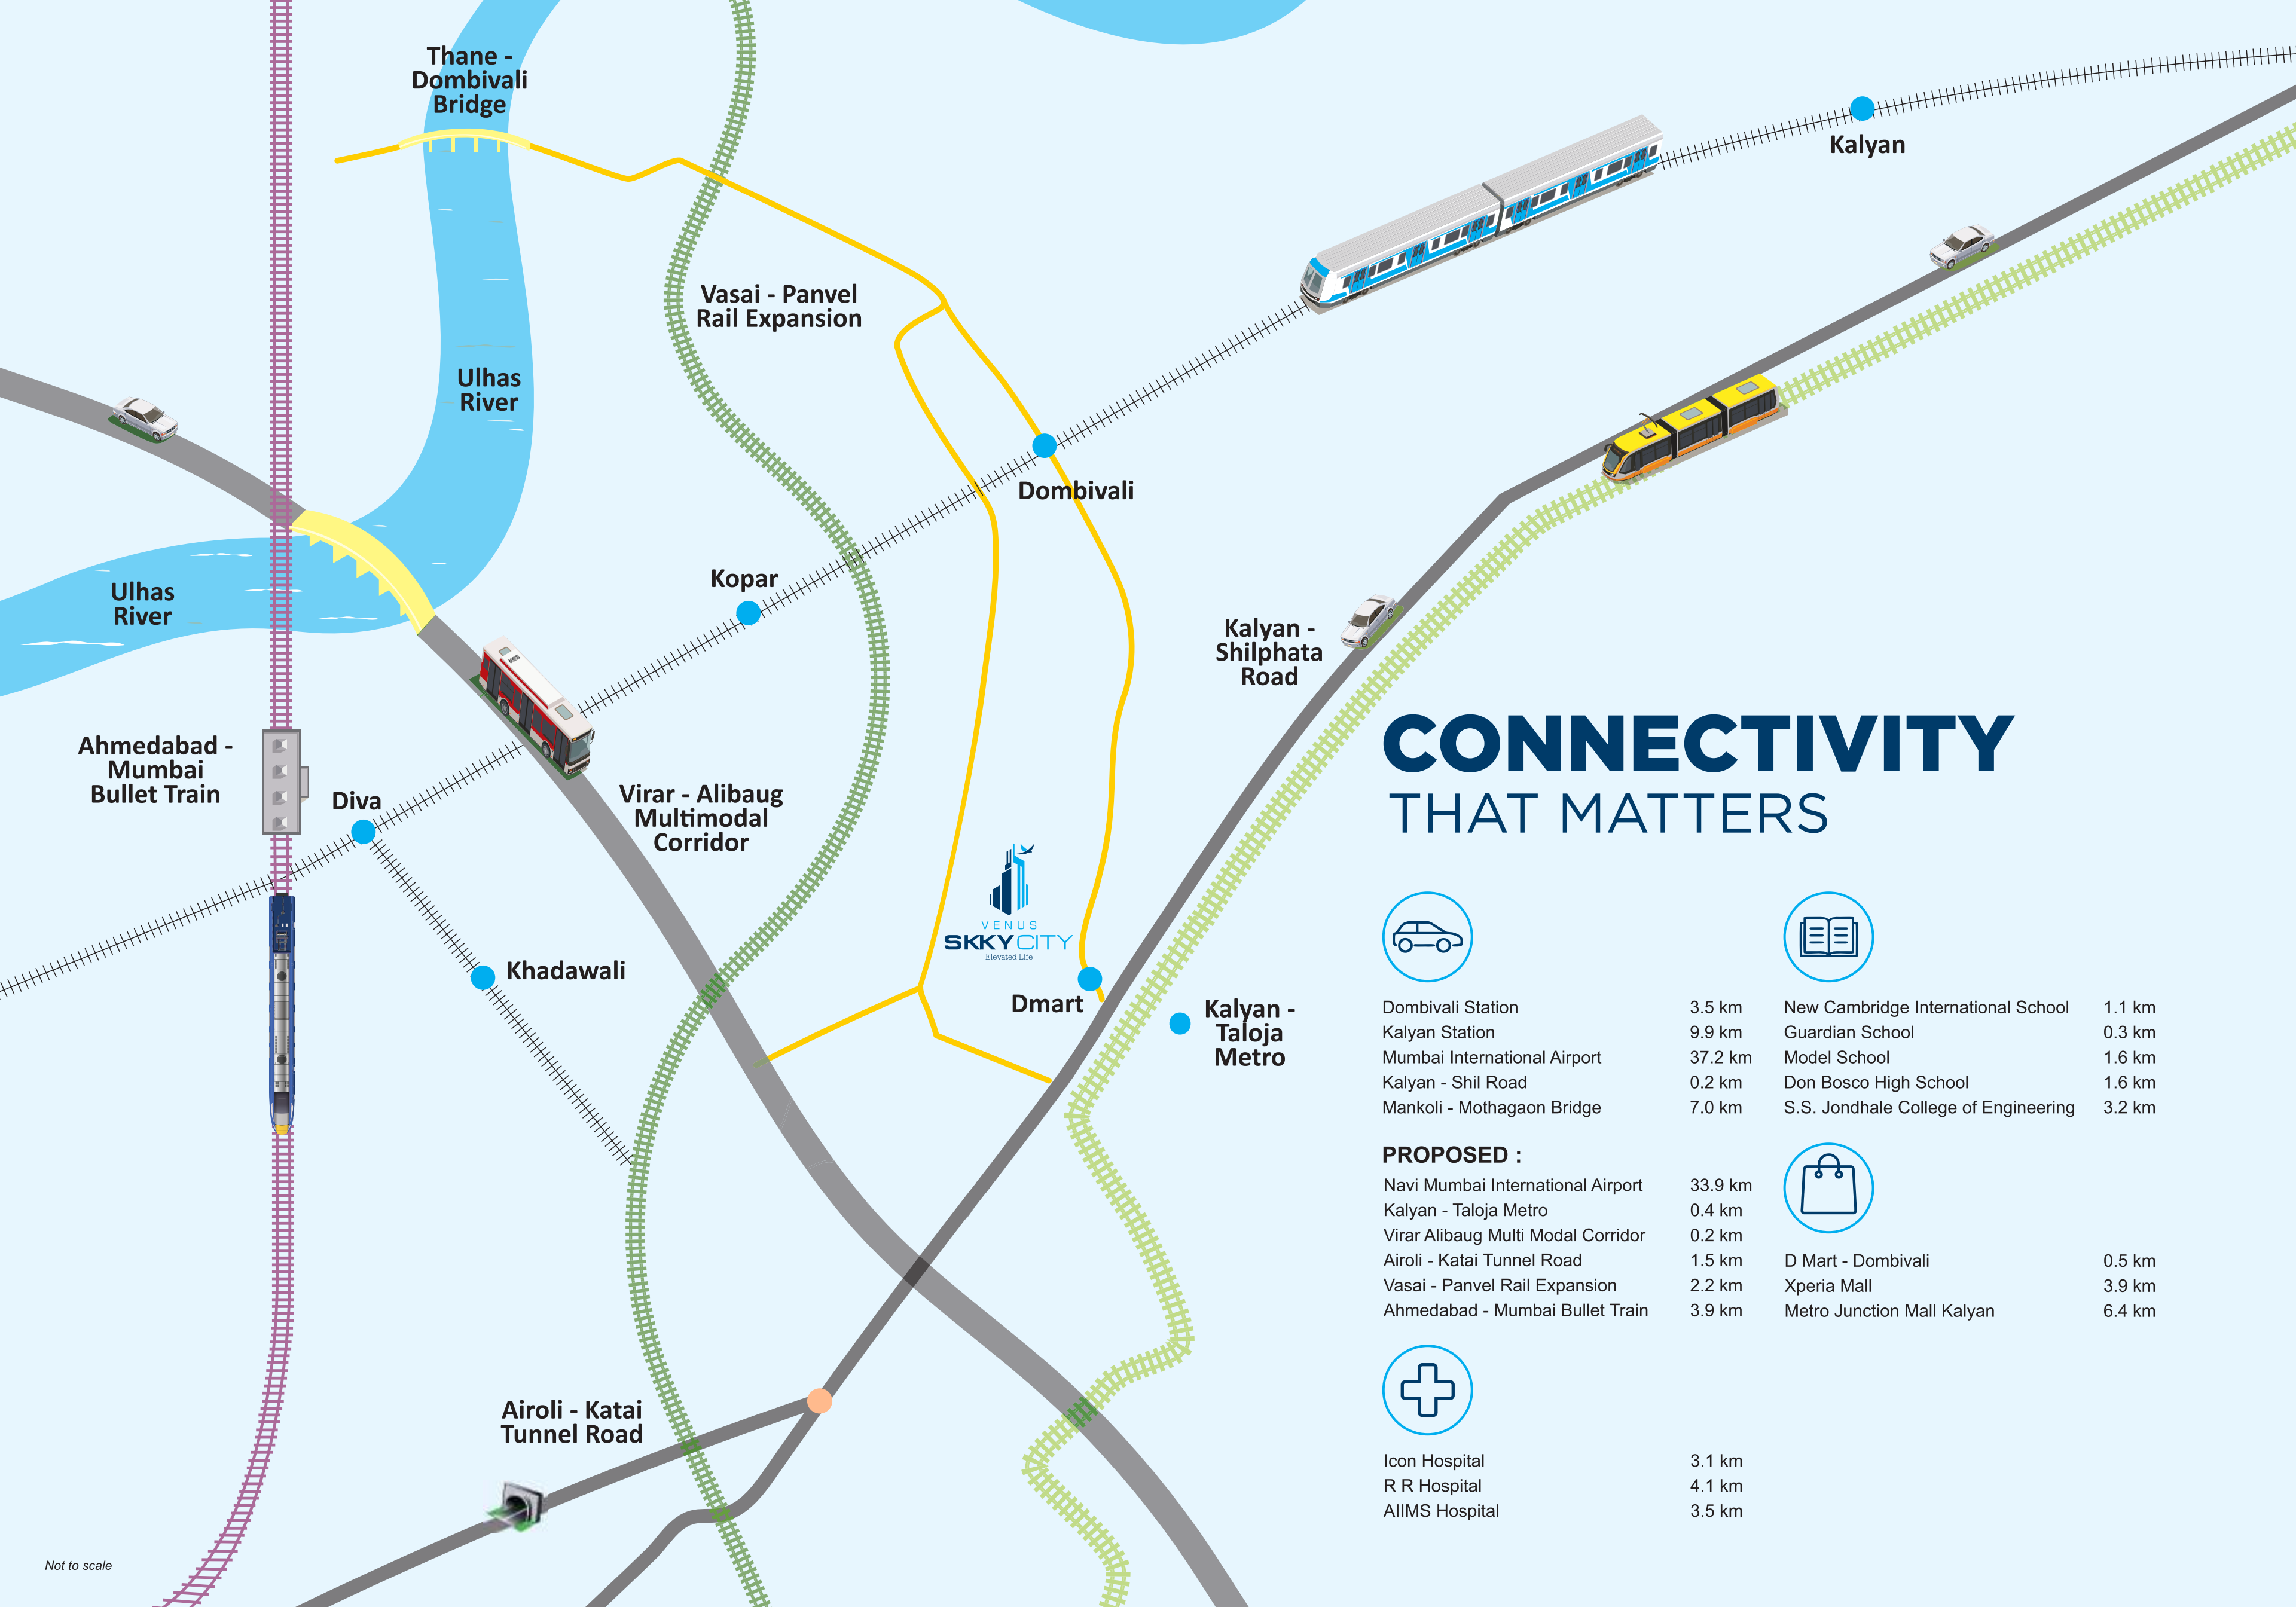 Thane -
Dombivali
Bridge
Kalyan
Vasai - Panvel
Rail Expansion
Ulhas
River
Dombivali
Kopar
Ulhas
River
Kalyan -
Shilphata
Road
Ahmedabad -
Mumbai
Bullet Train
Diva
Virar - Alibaug
Multimodal
Corridor
VENUS
SKKYCITY
Elevated Life
Khadawali
Dmart
Kalyan -
Taloja
Metro
Airoli - Katai
Tunnel Road
Not to scale
CONNECTIVITY
THAT MATTERS
Dombivali Station 3.5 km
Kalyan Station 9.9 km
Mumbai International Airport 37.2 km
Kalyan - Shil Road 0.2 km
Mankoli - Mothagaon Bridge 7.0 km
PROPOSED :
Navi Mumbai International Airport 33.9 km
Kalyan - Taloja Metro 0.4 km
Virar Alibaug Multi Modal Corridor 0.2 km
Airoli - Katai Tunnel Road 1.5 km
Vasai - Panvel Rail Expansion 2.2 km
Ahmedabad - Mumbai Bullet Train 3.9 km
Icon Hospital 3.1 km
R R Hospital 4.1 km
AIIMS Hospital 3.5 km
New Cambridge International School 1.1 km
Guardian School 0.3 km
Model School 1.6 km
Don Bosco High School 1.6 km
S.S. Jondhale College of Engineering 3.2 km
D Mart - Dombivali 0.5 km
Xperia Mall 3.9 km
Metro Junction Mall Kalyan 6.4 km